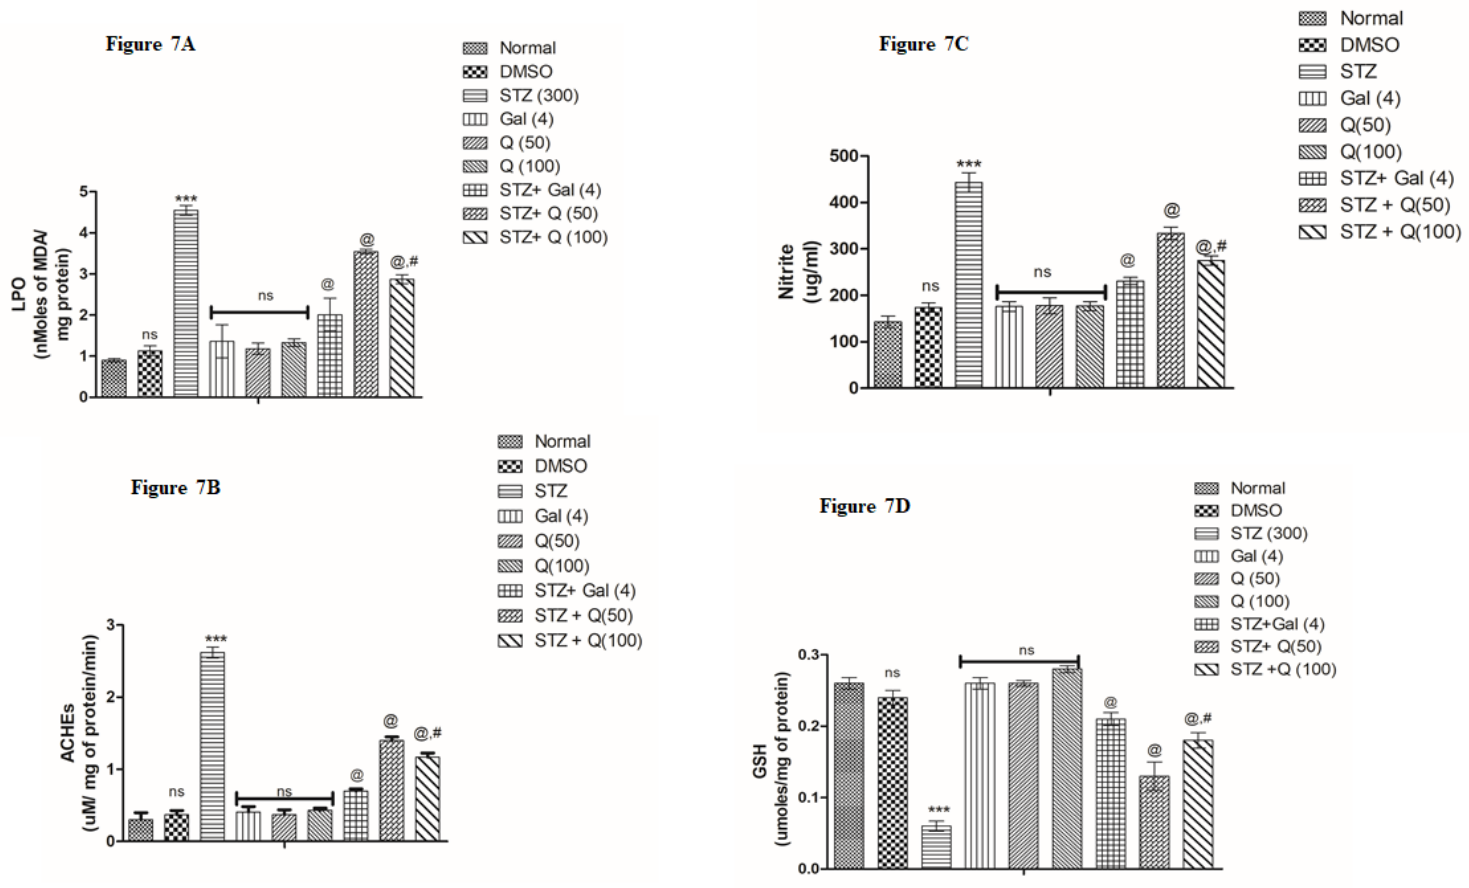 Figure 7A
Normal
DMSO
STZ (300)
Gal (4)
Q (50)
Q (100)
STZ+ Gal (4)
STZ+ Q (50)
STZ+ Q (100)
LPO
(nMoles of MDA/
mg protein)
5
4
3
2
1
0
ns
***
ns
@
@
@,#
Figure 7C
Normal
DMSO
STZ
Gal (4)
Q(50)
Q(100)
STZ+ Gal (4)
STZ + Q(50)
STZ + Q(100)
Nitrite
(ug/ml)
500
400
300
200
100
0
ns
***
ns
@
@
@,#
Figure 7B
Normal
DMSO
STZ
Gal (4)
Q(50)
Q(100)
STZ+ Gal (4)
STZ + Q(50)
STZ + Q(100)
ACHEs
(uM/ mg of protein/min)
3
2
1
0
ns
***
ns
@
@
@,#
Figure 7D
Normal
DMSO
STZ (300)
Gal (4)
Q (50)
Q (100)
STZ+Gal (4)
STZ+ Q(50)
STZ +Q (100)
GSH
(umoles/mg of protein)
0.3
0.2
0.1
0.0
ns
***
ns
@
@
@,#